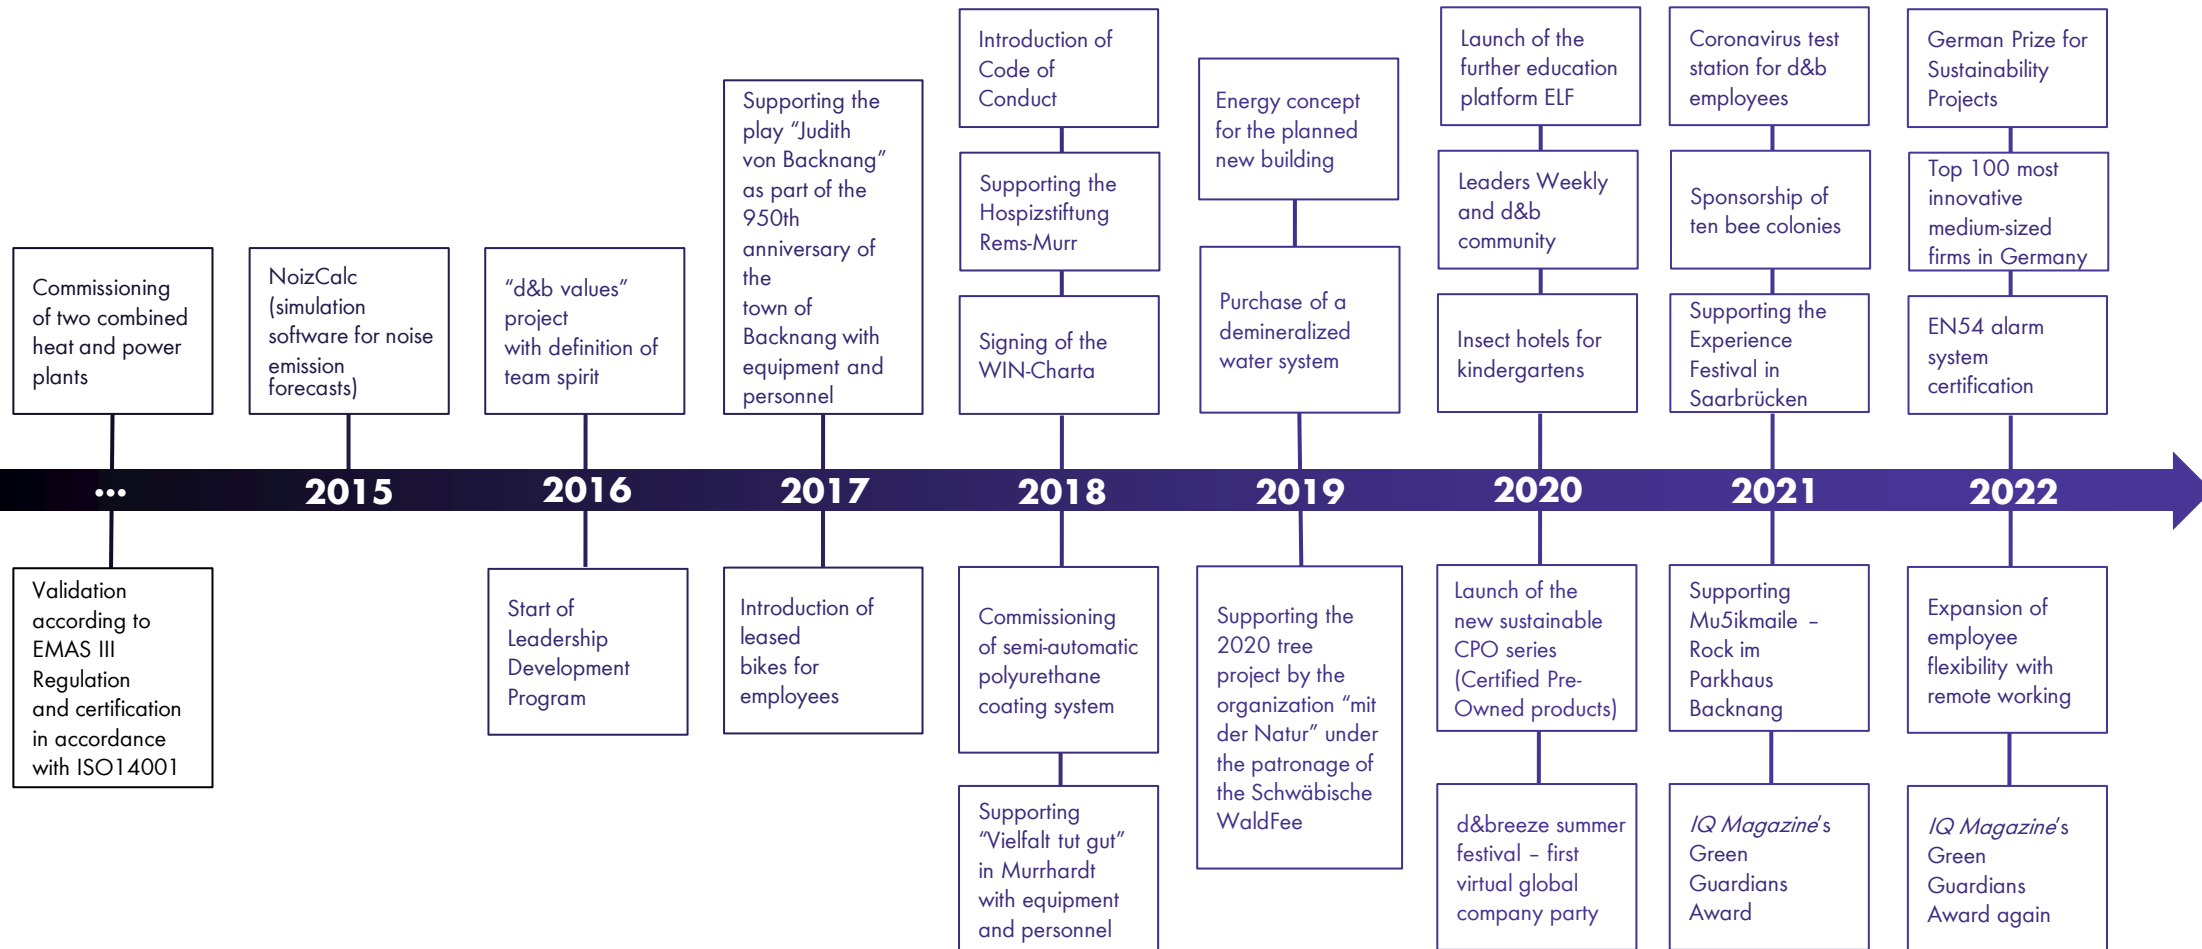 Commissioning
of two combined
heat and power
plants
NoizCalc
(simulation
software for noise
emission
forecasts)
“d&b values”
project
with definition of
team spirit
Supporting the
play “Judith
von Backnang”
as part of the
950th
anniversary of
the
town of
Backnang with
equipment and
personnel
Introduction of
Code of
Conduct
Supporting the
Hospizstiftung
Rems-Murr
Signing of the
WIN-Charta
Energy concept
for the planned
new building
Purchase of a
demineralized
water system
Launch of the
further education
platform ELF
Leaders Weekly
and d&b
community
Insect hotels for
kindergartens
Coronavirus test
station for d&b
employees
Sponsorship of
ten bee colonies
Supporting the
Experience
Festival in
Saarbrücken
German Prize for
Sustainability
Projects
Top 100 most
innovative
medium-sized
firms in Germany
EN54 alarm
system
certification
... 2015 2016 2017 2018 2019 2020 2021 2022
Validation
according to
EMAS III
Regulation
and certification
in accordance
with ISO14001
Start of
Leadership
Development
Program
Introduction of
leased
bikes for
employees
Commissioning
of semi-automatic
polyurethane
coating system
Supporting
“Vielfalt tut gut”
in Murrhardt
with equipment
and personnel
Supporting the
2020 tree
project by the
organization “mit
der Natur” under
the patronage of
the Schwäbische
WaldFee
Launch of the
new sustainable
CPO series
(Certified Pre-
Owned products)
d&breeze summer
festival – first
virtual global
company party
Supporting
Mu5ikmaile –
Rock im
Parkhaus
Backnang
IQ Magazine’s
Green
Guardians
Award
Expansion of
employee
flexibility with
remote working
IQ Magazine’s
Green
Guardians
Award again